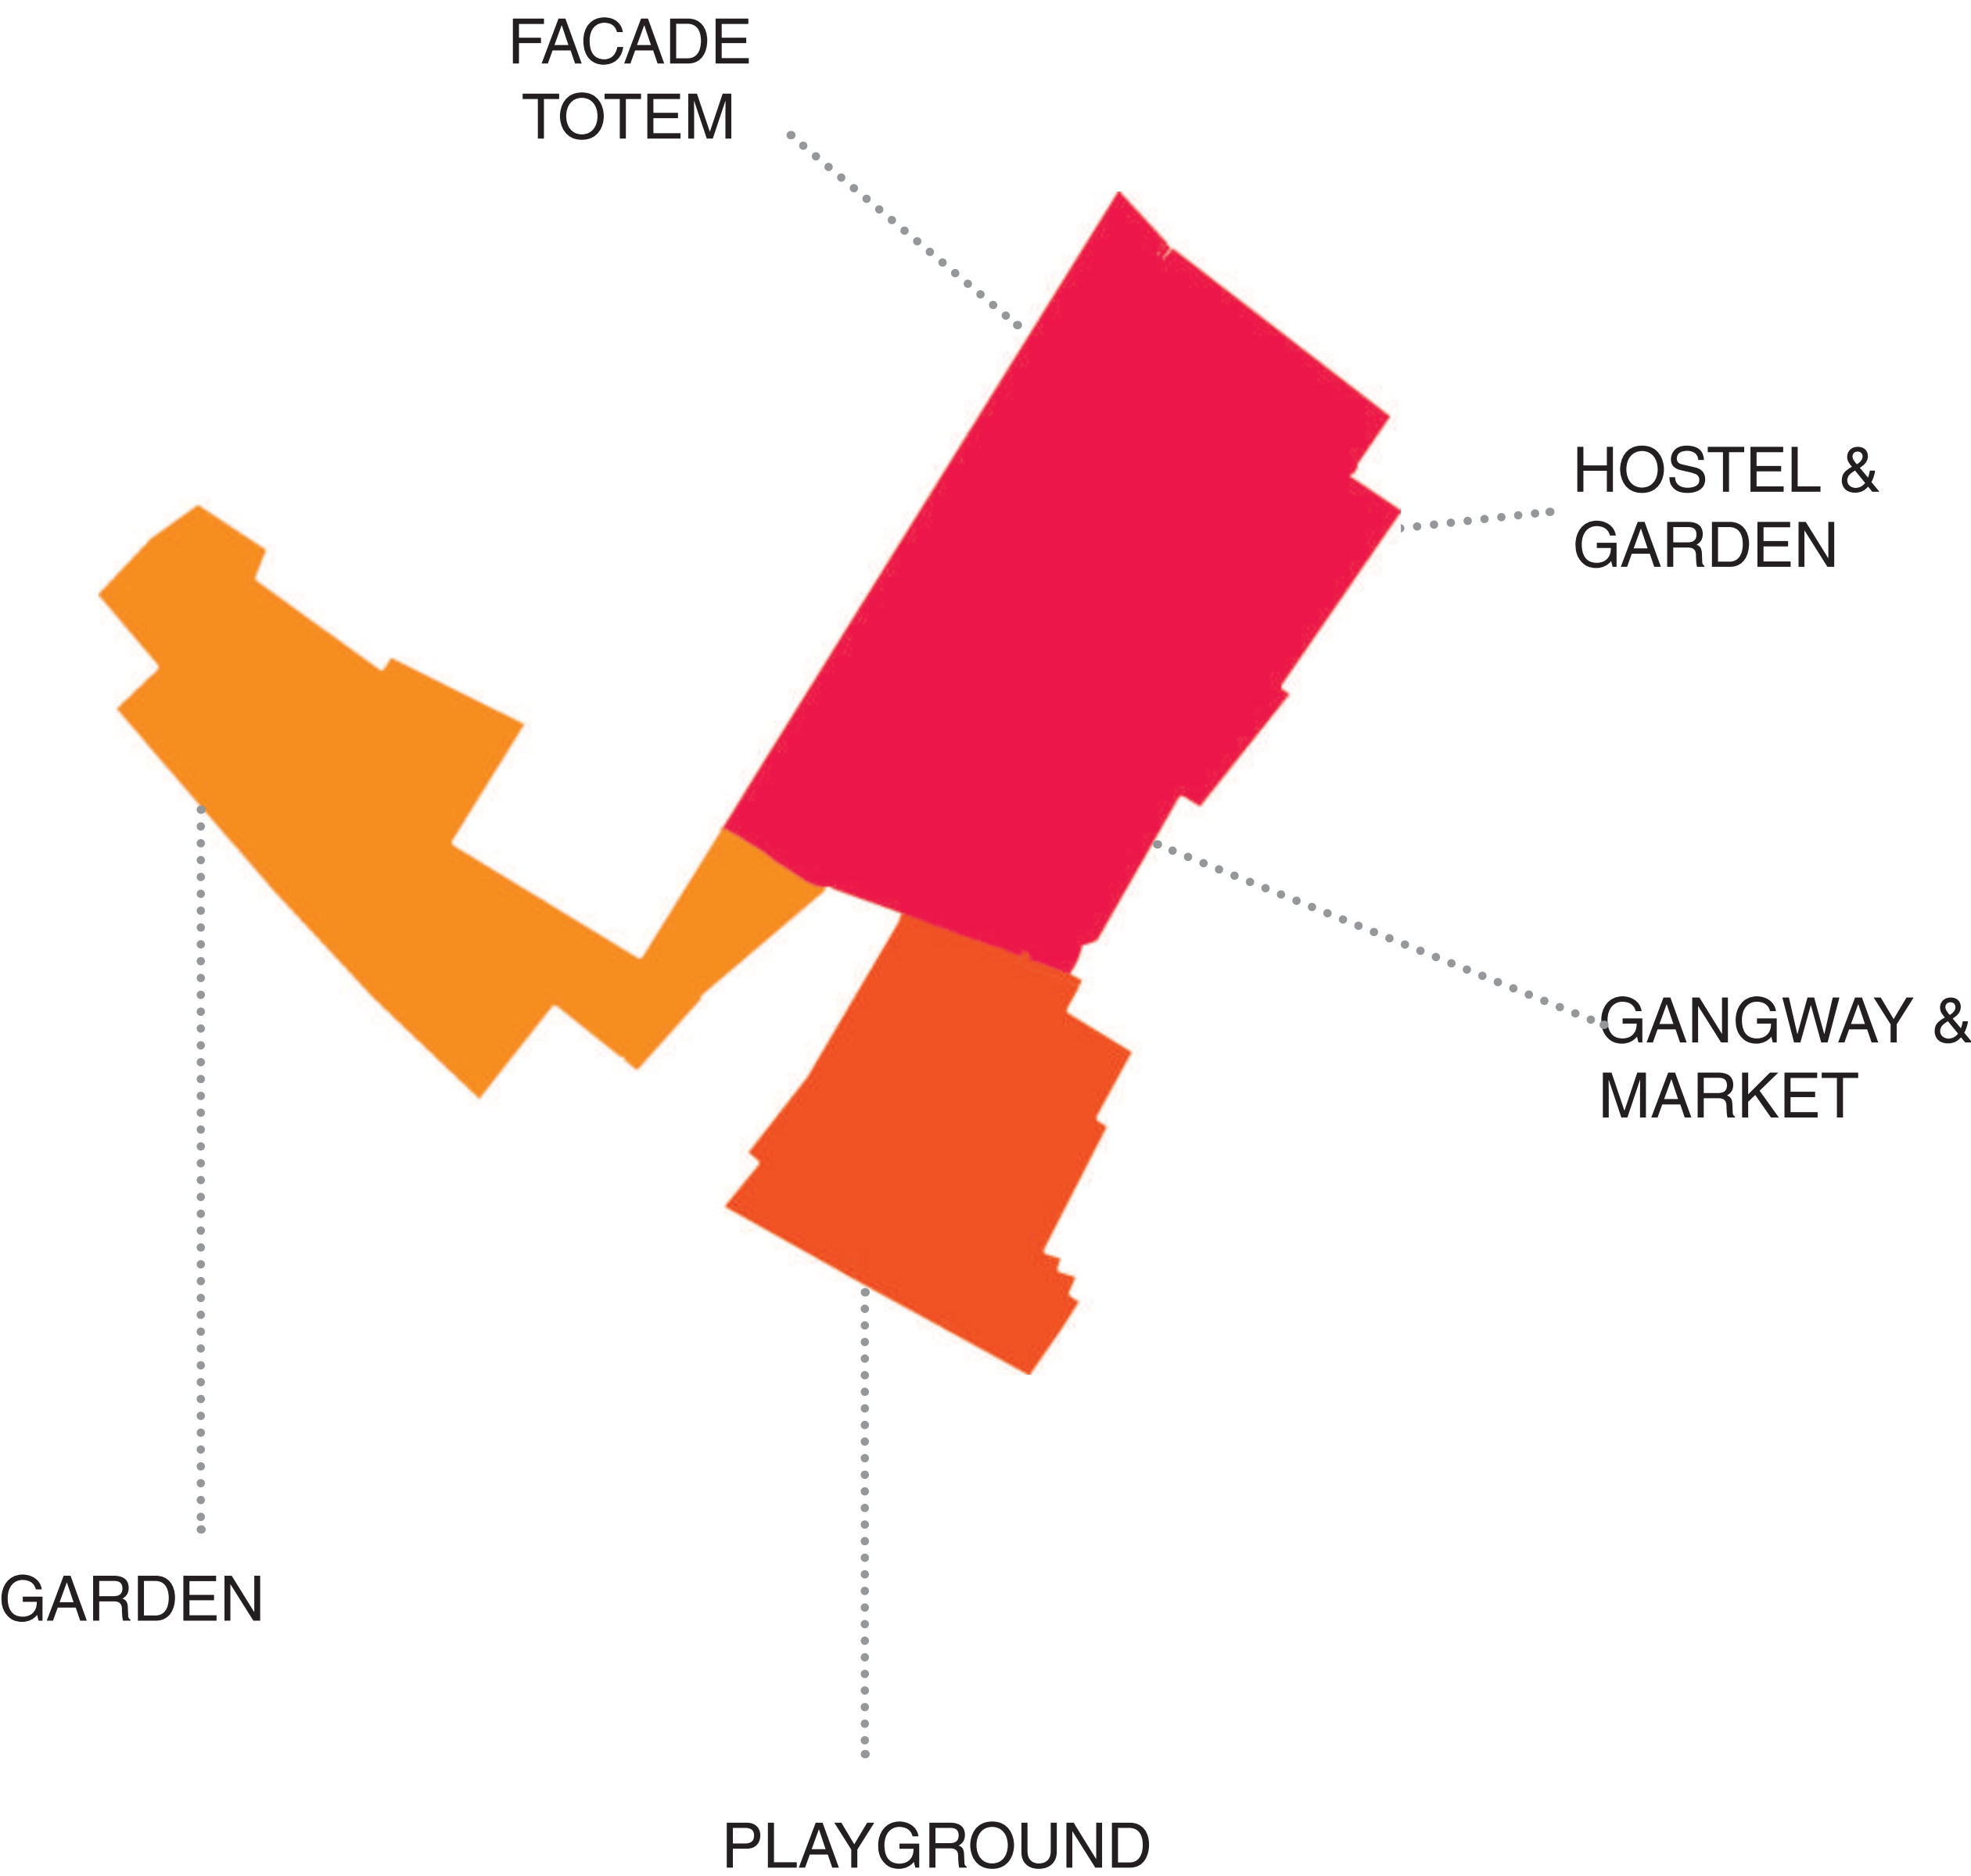 FACADE
TOTEM
HOSTEL &
GARDEN
GANGWAY &
MARKET
GARDEN
PLAYGROUND